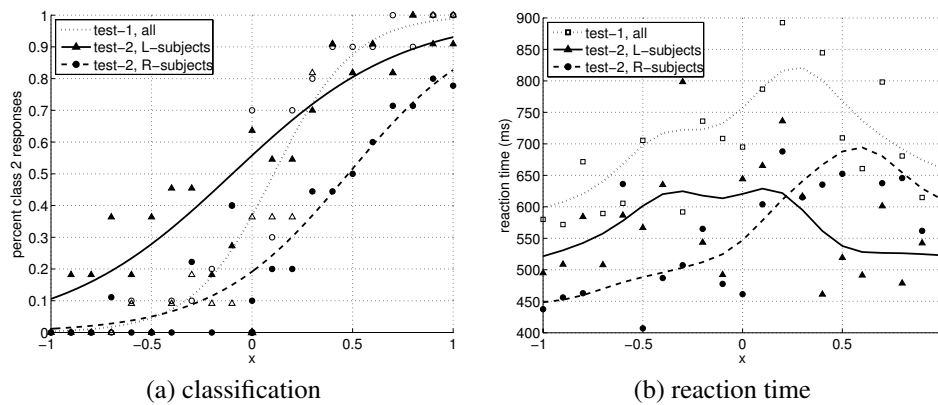 percent class 2 responses
1
0.9
0.8
0.7
0.6
0.5
0.4
0.3
0.2
0.1
0
−1
−0.5
0
0.5
1
x
test−1, all
test−2, L−subjects
test−2, R−subjects
(a) classification
reaction time (ms)
900
850
800
750
700
650
600
550
500
450
400
−1
−0.5
0
0.5
x
test−1, all
test−2, L−subjects
test−2, R−subjects
(b) reaction time